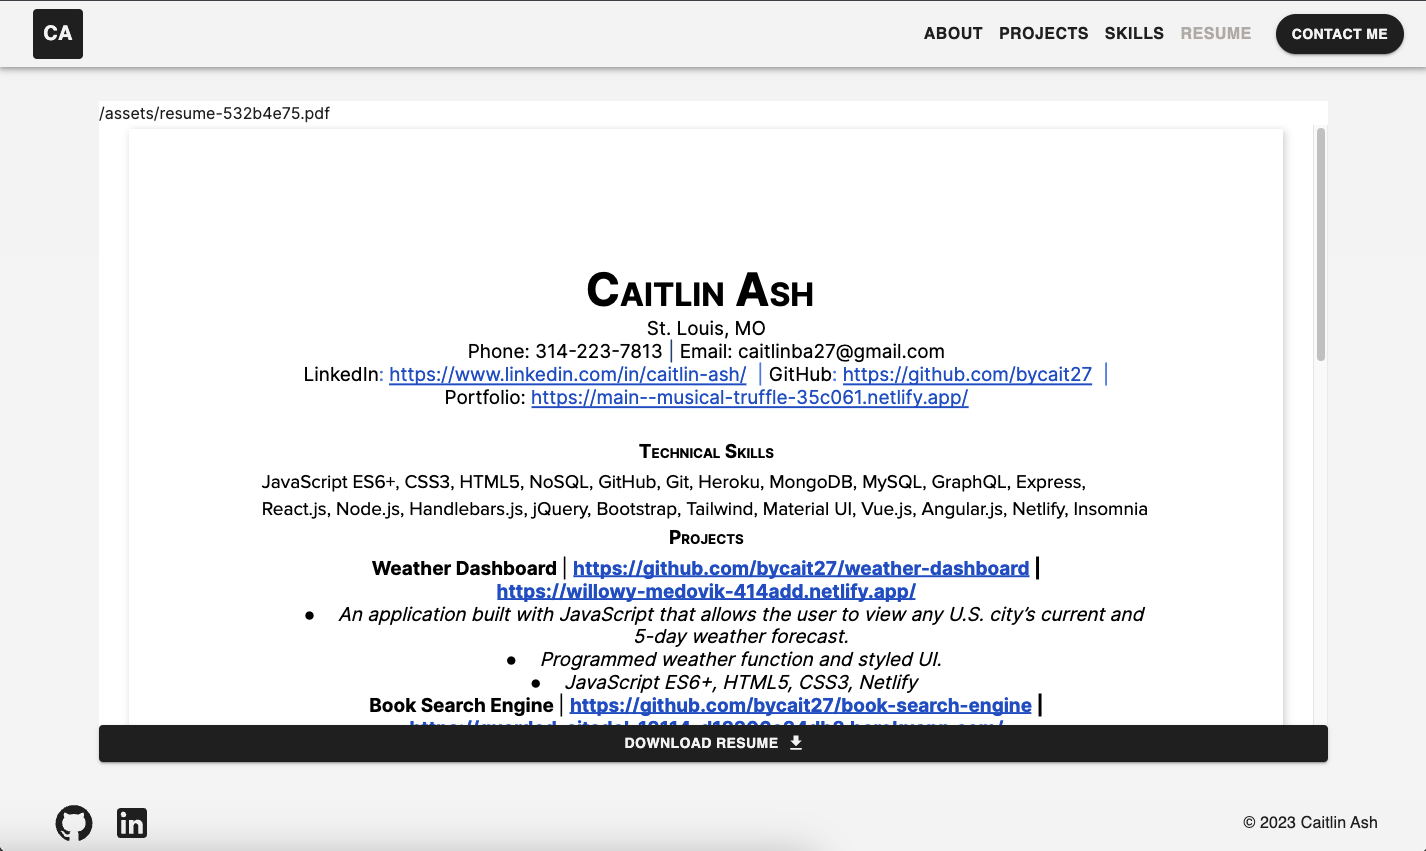 CA
ABOUT PROJECTS SKILLS RESUME CONTACT ME
/assets/resume-532b4e75.pdf
Caitlin Ash
St. Louis, MO
Phone: 314-223-7813 | Email: caitlinba27@gmail.com
LinkedIn: https://www.linkedin.com/in/caitlin-ash/ | GitHub: https://github.com/bycait27 |
Portfolio: https://main--musical-truffle-35c061.netlify.app/
Technical Skills
JavaScript ES6+, CSS3, HTML5, NoSQL, GitHub, Git, Heroku, MongoDB, MySQL, GraphQL, Express,
React.js, Node.js, Handlebars.js, jQuery, Bootstrap, Tailwind, Material UI, Vue.js, Angular.js, Netlify, Insomnia
Projects
Weather Dashboard | https://github.com/bycait27/weather-dashboard |
https://willowy-medovik-414add.netlify.app/
● An application built with JavaScript that allows the user to view any U.S. city’s current and
5-day weather forecast.
● Programmed weather function and styled UI.
● JavaScript ES6+, HTML5, CSS3, Netlify
Book Search Engine | https://github.com/bycait27/book-search-engine |
DOWNLOAD RESUME
in
© 2023 Caitlin Ash